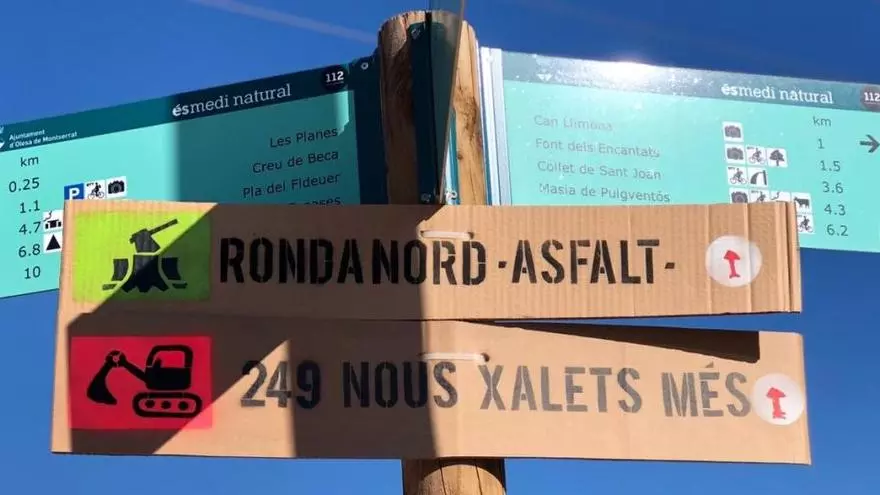 Ajuntament
d'Olesa de Montserrat
ésmedi natural 112
km
0.25
1.1
4.7
6.8
10
P
Les Planes
Creu de Beca
Pla del Fideuer
ésmedi natural 112
km
Can Llimona 1
Font dels Encantats 1.5
Collet de Sant Joan 3.6
Masia de Puigventós 4.3
6.2
RONDA NORD - ASFALT -
249 NOUS XALETS MÉS